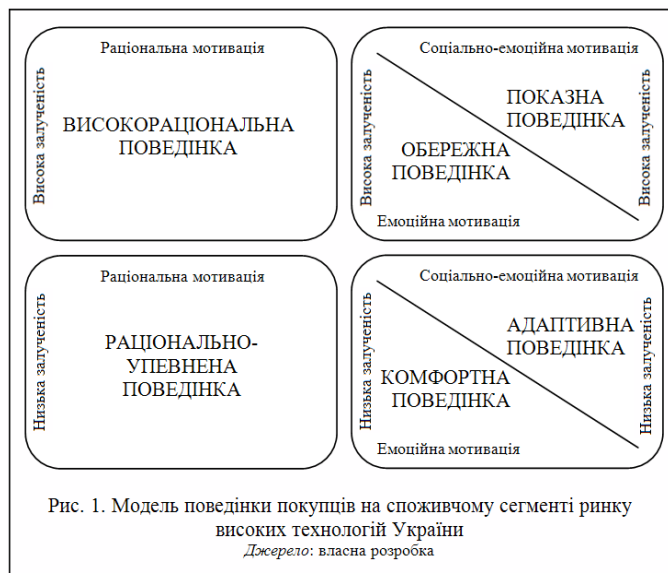 Раціональна мотивація
Висока залученість
ВИСОКОРАЦІОНАЛЬНА
ПОВЕДІНКА
Соціально-емоційна мотивація
Висока залученість
ПОКАЗНА
ПОВЕДІНКА
ОБЕРЕЖНА
ПОВЕДІНКА
Висока залученість
Емоційна мотивація
Раціональна мотивація
Низька залученість
РАЦІОНАЛЬНО-
УПЕВНЕНА
ПОВЕДІНКА
Соціально-емоційна мотивація
Низька залученість
АДАПТИВНА
ПОВЕДІНКА
КОМФОРТНА
ПОВЕДІНКА
Низька залученість
Емоційна мотивація
Рис. 1. Модель поведінки покупців на споживчому сегменті ринку
високих технологій України
Джерело: власна розробка